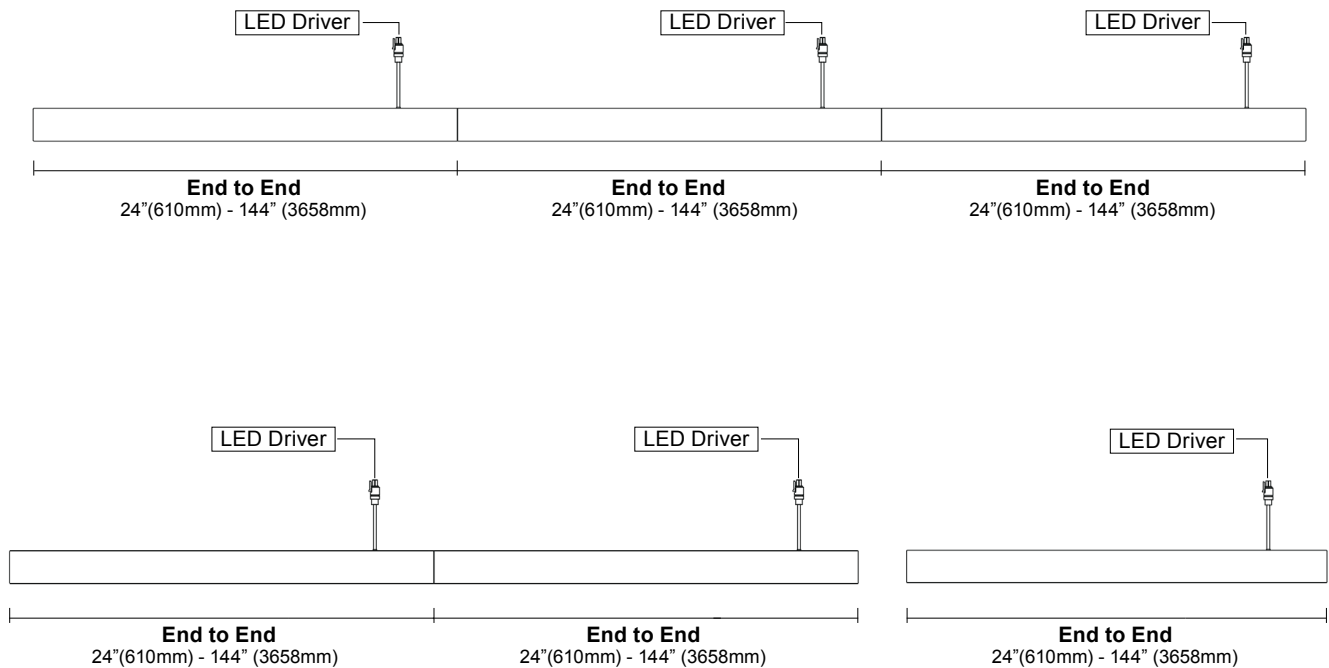 LED Driver
LED Driver
LED Driver
End to End
24”(610mm) - 144” (3658mm)
End to End
24”(610mm) - 144” (3658mm)
End to End
24”(610mm) - 144” (3658mm)
LED Driver
LED Driver
LED Driver
End to End
24”(610mm) - 144” (3658mm)
End to End
24”(610mm) - 144” (3658mm)
End to End
24”(610mm) - 144” (3658mm)